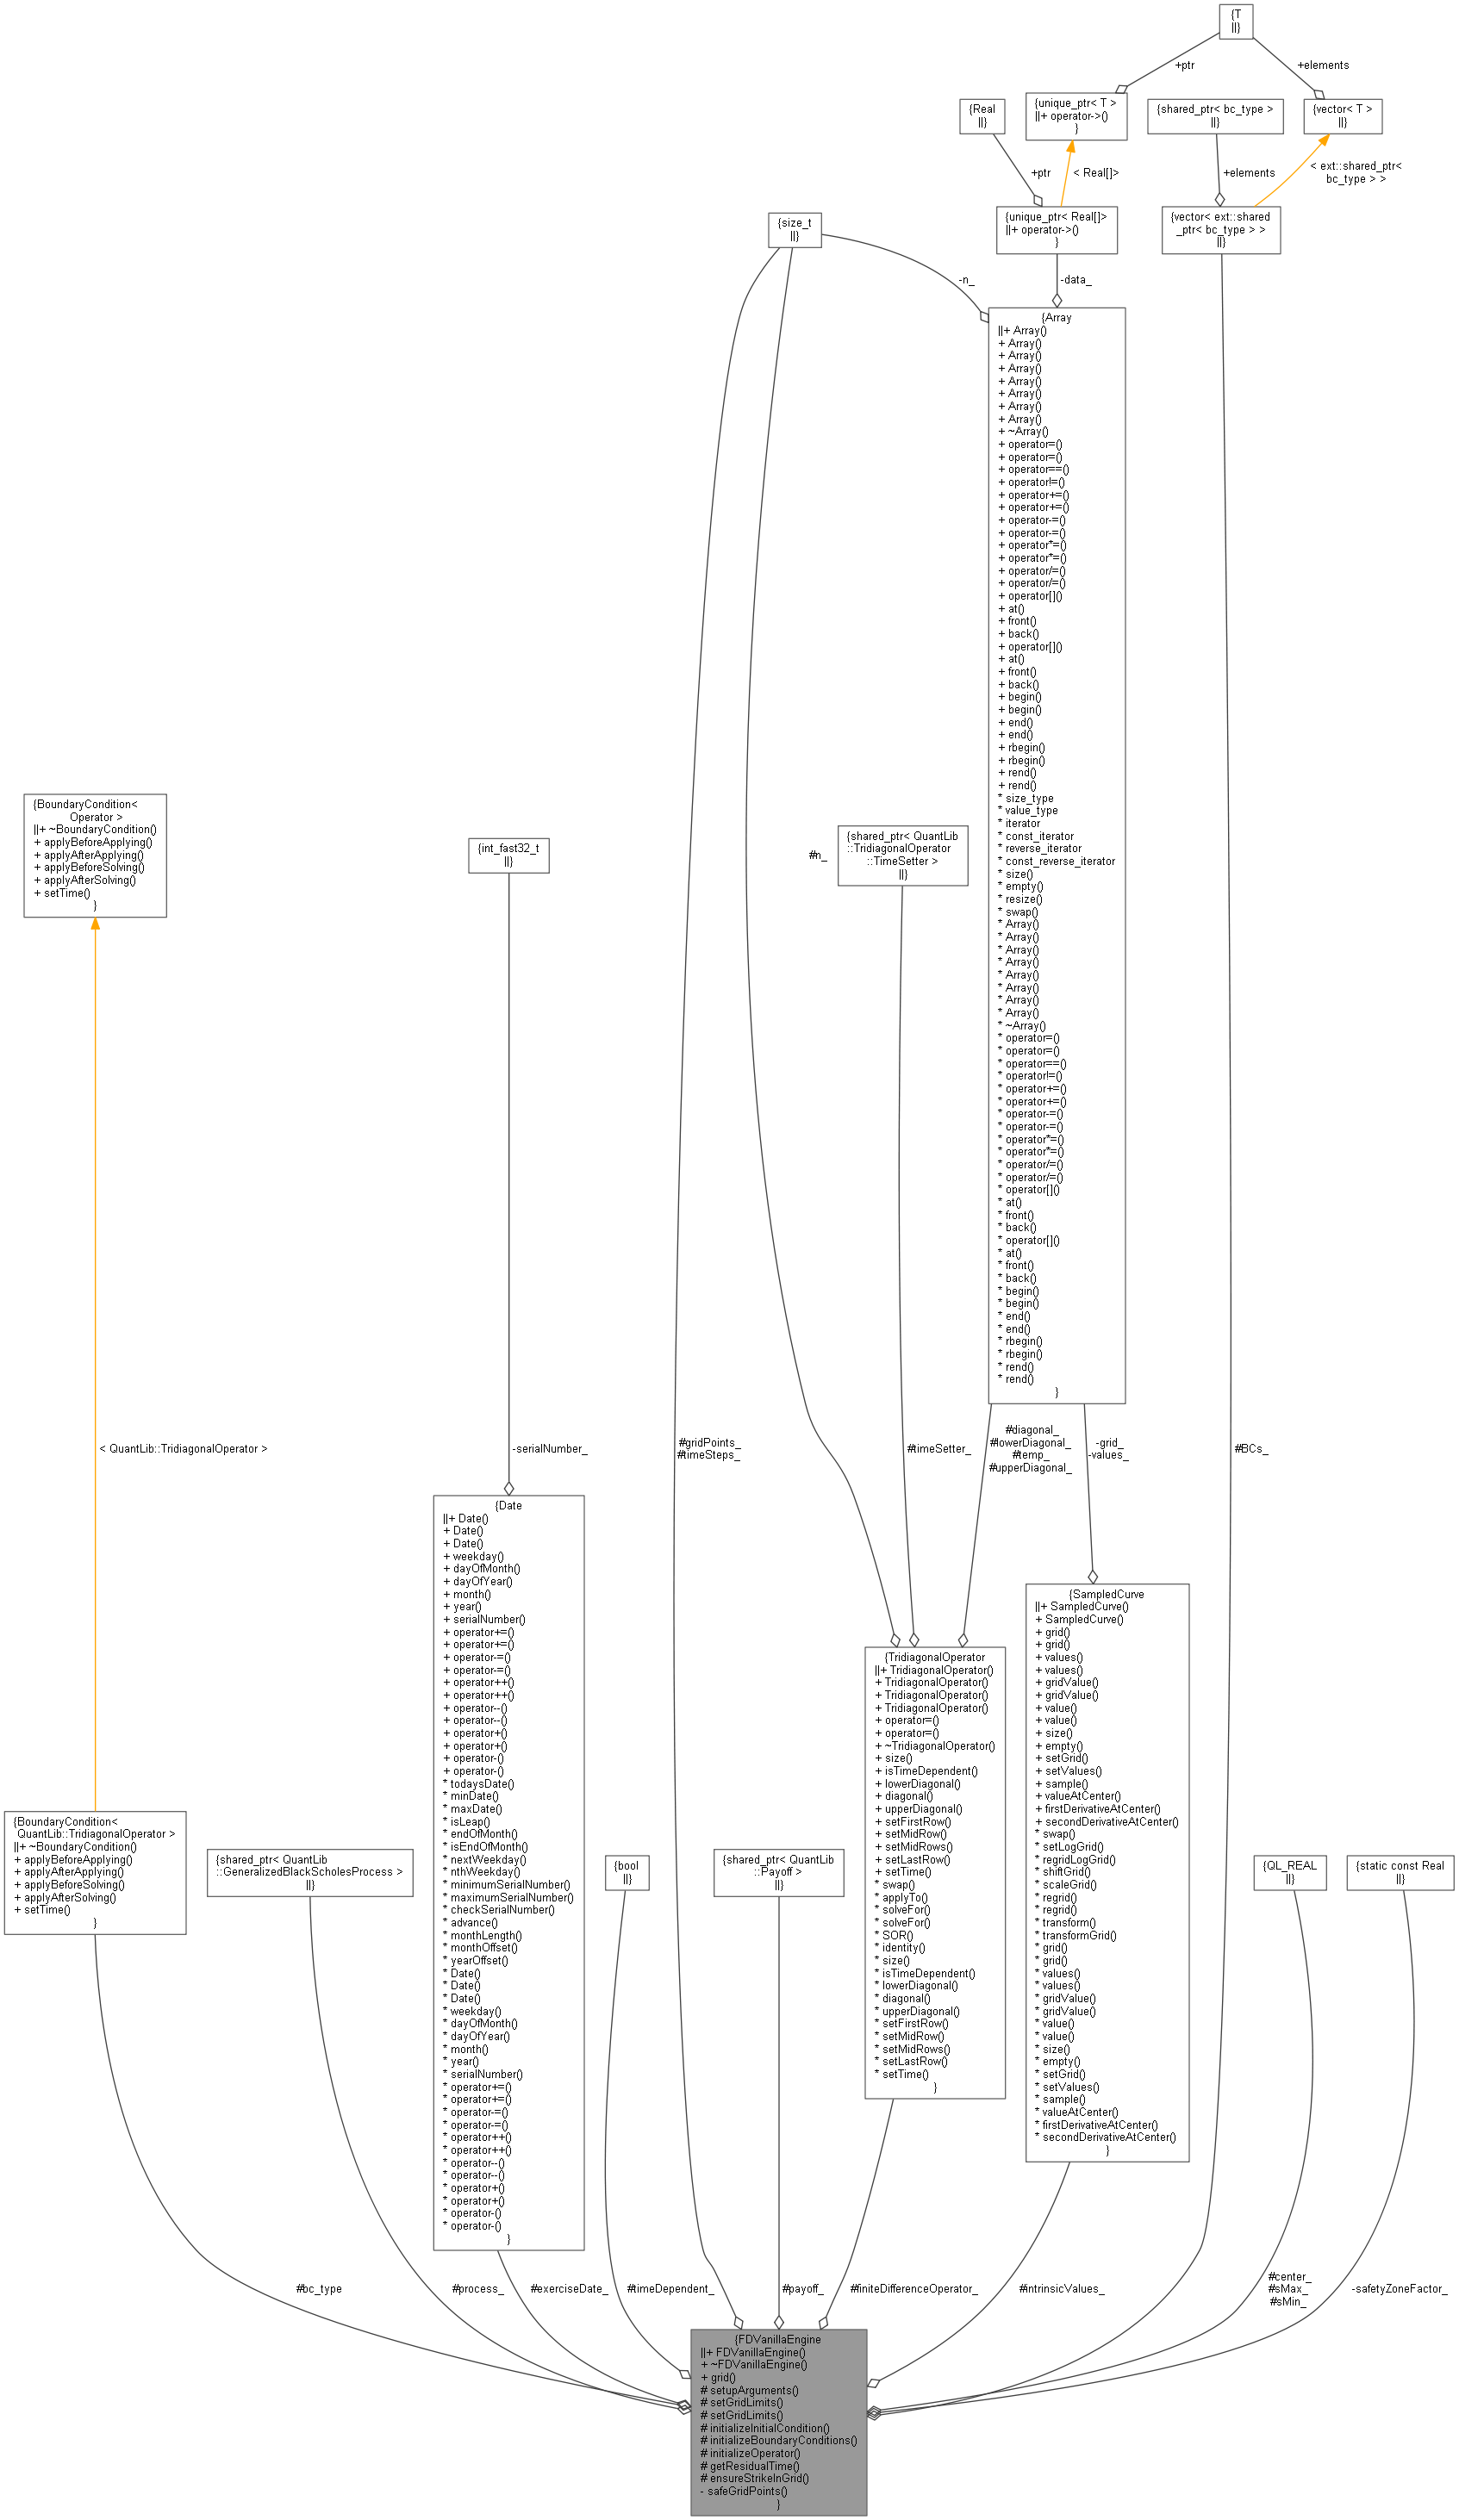 {T
||}
+ptr
+elements
{Real
||}
{unique_ptr< T >
||+ operator->()
}
{shared_ptr< bc_type >
||}
{vector< T >
||}
+ptr
< Real[]>
+elements
< ext::shared_ptr<
bc_type > >
{size_t
||}
{unique_ptr< Real[]>
||+ operator->()
}
{vector< ext::shared
_ptr< bc_type > >
||}
-n_
-data_
{Array
||+ Array()
+ Array()
+ Array()
+ Array()
+ Array()
+ Array()
+ Array()
+ Array()
+ ~Array()
+ operator=()
+ operator=()
+ operator==()
+ operator!=()
+ operator+=()
+ operator+=()
+ operator-=()
+ operator-=()
+ operator*=()
+ operator*=()
+ operator/=()
+ operator/=()
+ operator[]()
+ at()
+ front()
+ back()
+ operator[]()
+ at()
+ front()
+ back()
+ begin()
+ begin()
+ end()
+ end()
+ rbegin()
+ rbegin()
+ rend()
+ rend()
* size_type
* value_type
* iterator
* const_iterator
* reverse_iterator
* const_reverse_iterator
* size()
* empty()
* resize()
* swap()
* Array()
* Array()
* Array()
* Array()
* Array()
* Array()
* Array()
* Array()
* ~Array()
* operator=()
* operator=()
* operator==()
* operator!=()
* operator+=()
* operator+=()
* operator-=()
* operator-=()
* operator*=()
* operator*=()
* operator/=()
* operator/=()
* operator[]()
* at()
* front()
* back()
* operator[]()
* at()
* front()
* back()
* begin()
* begin()
* end()
* end()
* rbegin()
* rbegin()
* rend()
* rend()
}
{BoundaryCondition<
Operator >
||+ ~BoundaryCondition()
+ applyBeforeApplying()
+ applyAfterApplying()
+ applyBeforeSolving()
+ applyAfterSolving()
+ setTime()
}
{int_fast32_t
||}
{shared_ptr< QuantLib
::TridiagonalOperator
::TimeSetter >
||}
#n_
< QuantLib::TridiagonalOperator >
-serialNumber_
#gridPoints_
#timeSteps_
#timeSetter_
#diagonal_
#lowerDiagonal_
#temp_
#upperDiagonal_
-grid_
-values_
#BCs_
{Date
||+ Date()
+ Date()
+ Date()
+ weekday()
+ dayOfMonth()
+ dayOfYear()
+ month()
+ year()
+ serialNumber()
+ operator+=()
+ operator+=()
+ operator-=()
+ operator-=()
+ operator++()
+ operator++()
+ operator--()
+ operator--()
+ operator+()
+ operator+()
+ operator-()
+ operator-()
* todaysDate()
* minDate()
* maxDate()
* isLeap()
* endOfMonth()
* isEndOfMonth()
* nextWeekday()
* nthWeekday()
* minimumSerialNumber()
* maximumSerialNumber()
* checkSerialNumber()
* advance()
* monthLength()
* monthOffset()
* yearOffset()
* Date()
* Date()
* Date()
* weekday()
* dayOfMonth()
* dayOfYear()
* month()
* year()
* serialNumber()
* operator+=()
* operator+=()
* operator-=()
* operator-=()
* operator++()
* operator++()
* operator--()
* operator--()
* operator+()
* operator+()
* operator-()
* operator-()
}
{TridiagonalOperator
||+ TridiagonalOperator()
+ TridiagonalOperator()
+ TridiagonalOperator()
+ TridiagonalOperator()
+ operator=()
+ operator=()
+ ~TridiagonalOperator()
+ size()
+ isTimeDependent()
+ lowerDiagonal()
+ diagonal()
+ upperDiagonal()
+ setFirstRow()
+ setMidRow()
+ setMidRows()
+ setLastRow()
+ setTime()
* swap()
* applyTo()
* solveFor()
* solveFor()
* SOR()
* identity()
* size()
* isTimeDependent()
* lowerDiagonal()
* diagonal()
* upperDiagonal()
* setFirstRow()
* setMidRow()
* setMidRows()
* setLastRow()
* setTime()
}
{SampledCurve
||+ SampledCurve()
+ SampledCurve()
+ grid()
+ grid()
+ values()
+ values()
+ gridValue()
+ gridValue()
+ value()
+ value()
+ size()
+ empty()
+ setGrid()
+ setValues()
+ sample()
+ valueAtCenter()
+ firstDerivativeAtCenter()
+ secondDerivativeAtCenter()
* swap()
* setLogGrid()
* regridLogGrid()
* shiftGrid()
* scaleGrid()
* regrid()
* regrid()
* transform()
* transformGrid()
* grid()
* grid()
* values()
* values()
* gridValue()
* gridValue()
* value()
* value()
* size()
* empty()
* setGrid()
* setValues()
* sample()
* valueAtCenter()
* firstDerivativeAtCenter()
* secondDerivativeAtCenter()
}
{BoundaryCondition<
QuantLib::TridiagonalOperator >
||+ ~BoundaryCondition()
+ applyBeforeApplying()
+ applyAfterApplying()
+ applyBeforeSolving()
+ applyAfterSolving()
+ setTime()
}
{shared_ptr< QuantLib
::GeneralizedBlackScholesProcess >
||}
{bool
||}
{shared_ptr< QuantLib
::Payoff >
||}
{QL_REAL
||}
{static const Real
||}
#bc_type
#process_
#exerciseDate_
#timeDependent_
#payoff_
#finiteDifferenceOperator_
#intrinsicValues_
#center_
#sMax_
#sMin_
-safetyZoneFactor_
{FDVanillaEngine
||+ FDVanillaEngine()
+ ~FDVanillaEngine()
+ grid()
# setupArguments()
# setGridLimits()
# setGridLimits()
# initializeInitialCondition()
# initializeBoundaryConditions()
# initializeOperator()
# getResidualTime()
# ensureStrikeInGrid()
- safeGridPoints()
}